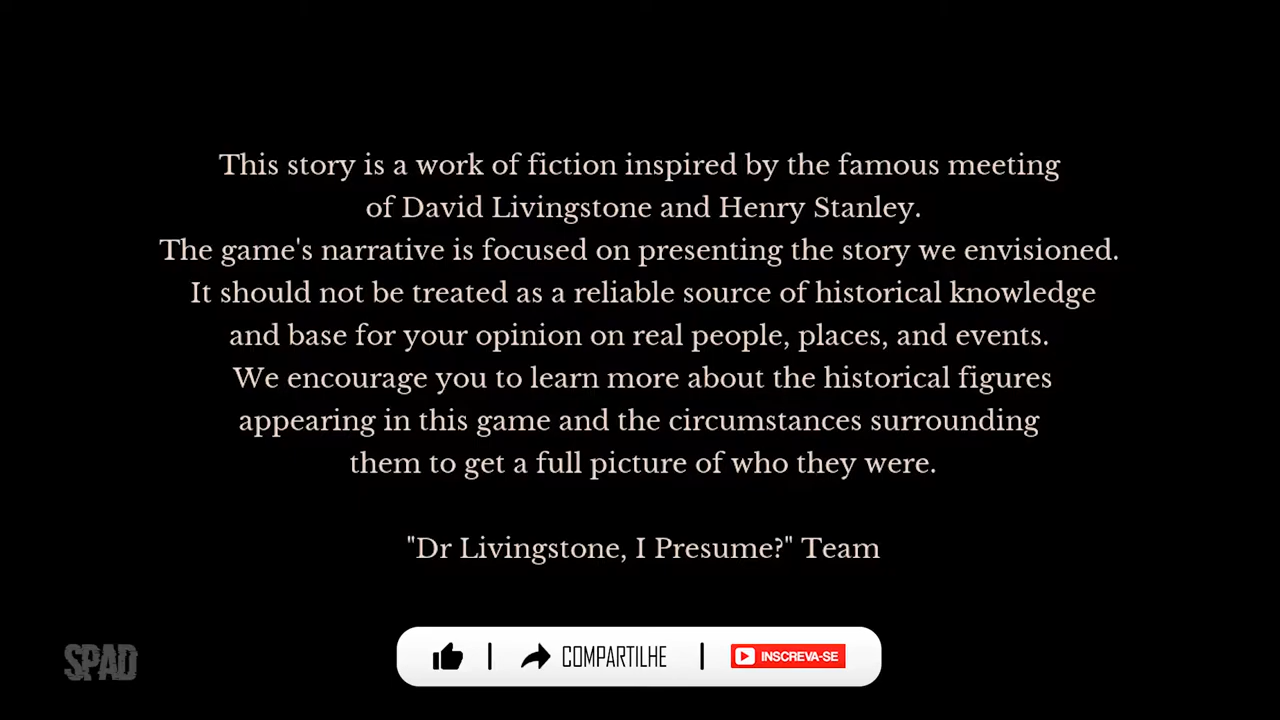 This story is a work of fiction inspired by the famous meeting
of David Livingstone and Henry Stanley.
The game's narrative is focused on presenting the story we envisioned.
It should not be treated as a reliable source of historical knowledge
and base for your opinion on real people, places, and events.
We encourage you to learn more about the historical figures
appearing in this game and the circumstances surrounding
them to get a full picture of who they were.
"Dr Livingstone, I Presume?" Team
SPAD
COMPARTILHE
INSCREVA-SE